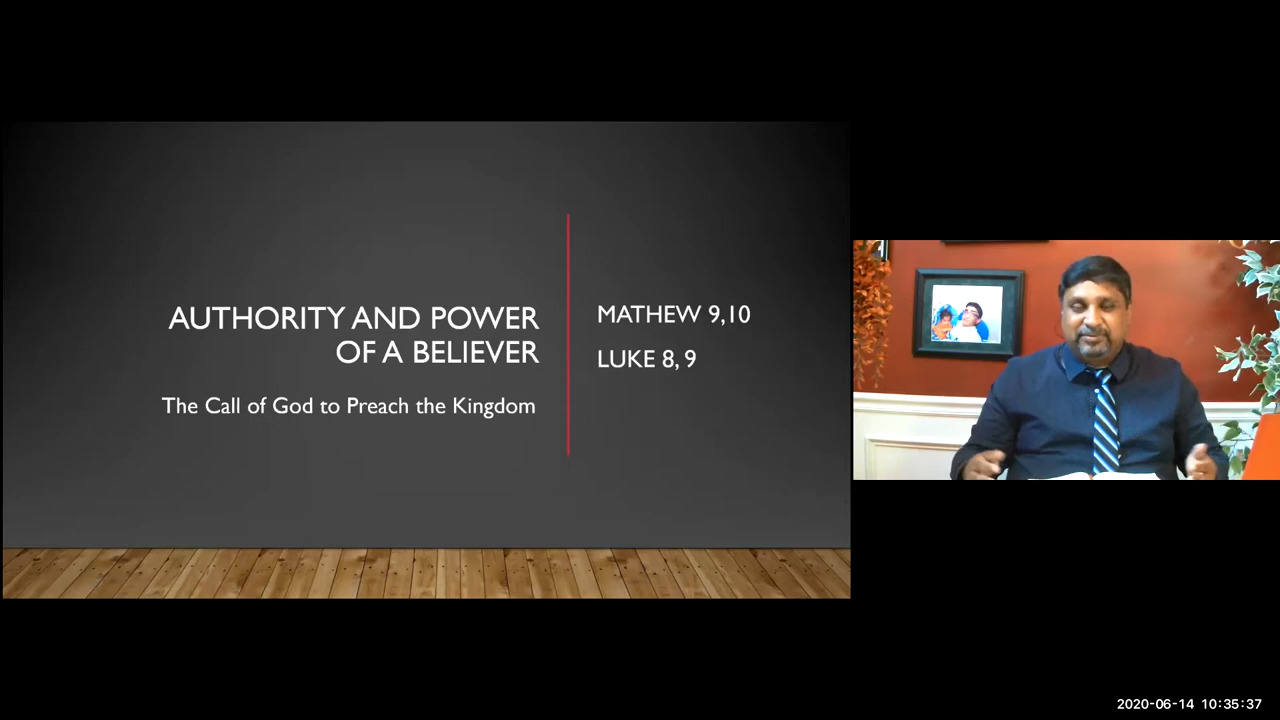 AUTHORITY AND POWER
OF A BELIEVER
The Call of God to Preach the Kingdom
MATHEW 9,10
LUKE 8, 9
2020-06-14 10:35:37